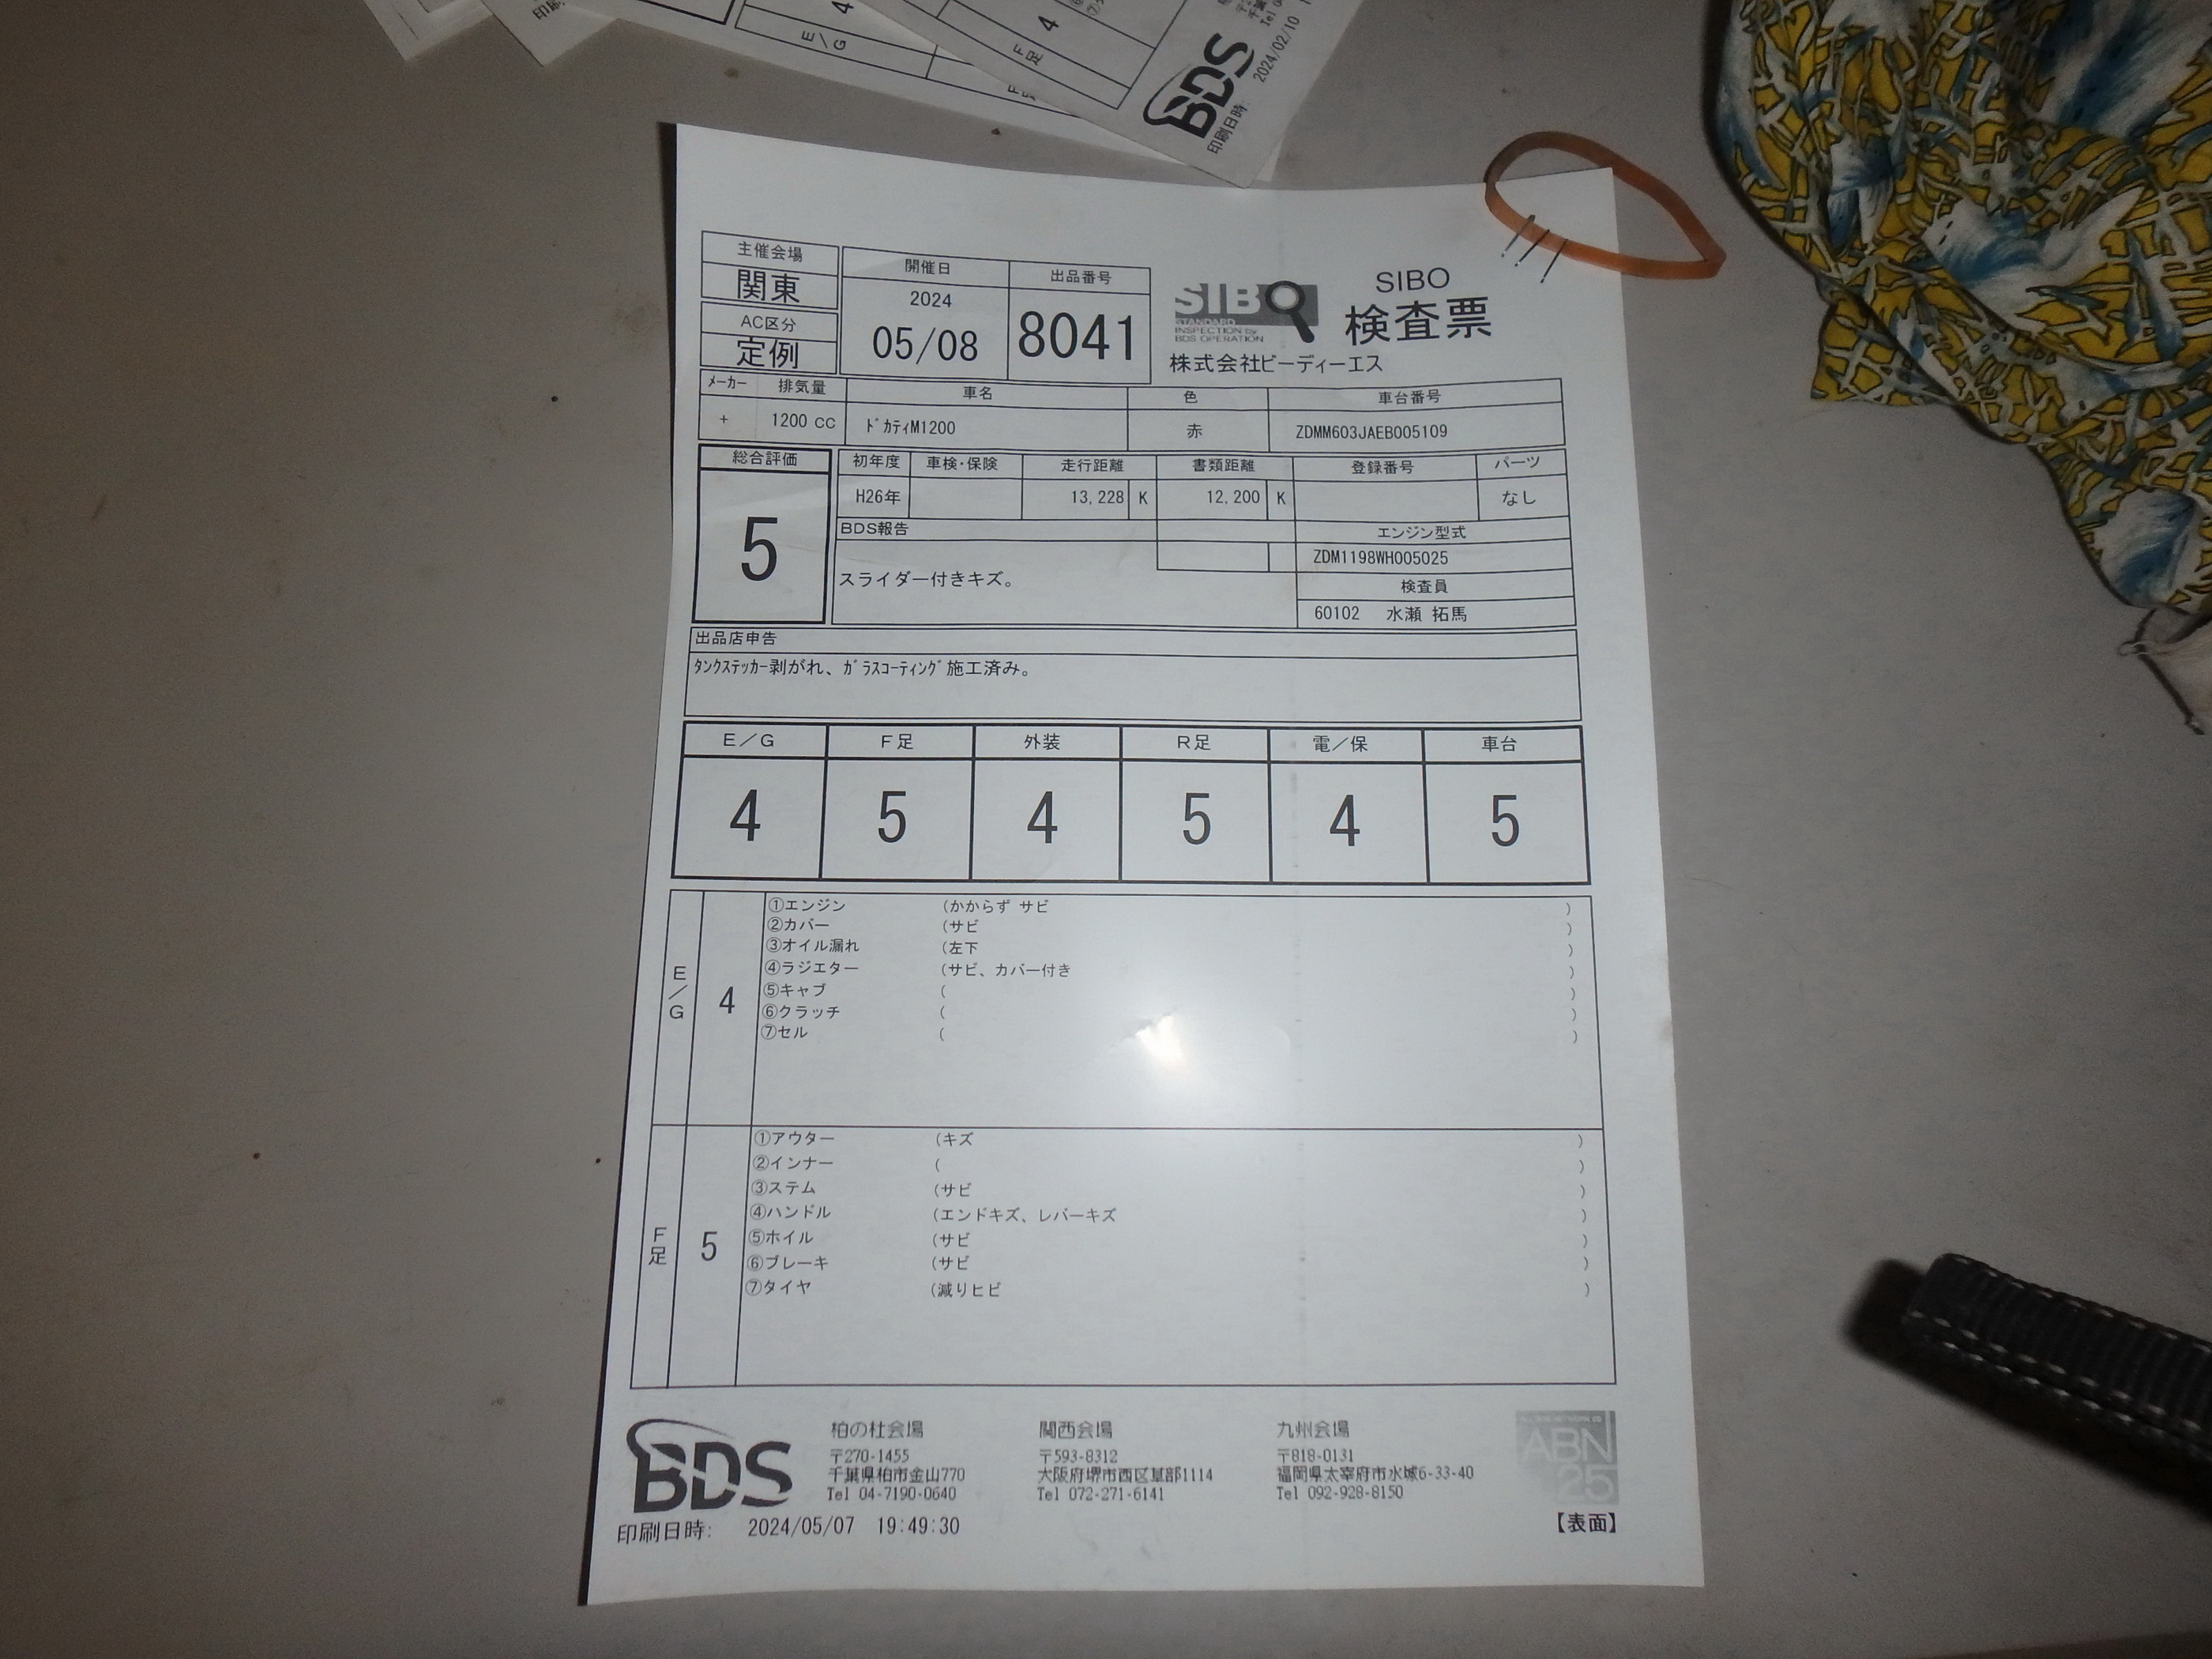 E/G
4
F足
4
BDS
印刷日時:
2024/02/10
主催会場
関東
AC区分
定例
開催日
2024
05/08
出品番号
8041
SIBO
STANDARD
INSPECTION by
BDS OPERATION
SIBO
検査票
株式会社ビーディーエス
メーカー 排気量 車名 色 車台番号
+ 1200 CC ﾄﾞｶﾃｨM1200 赤 ZDMM603JAEB005109
総合評価
5
初年度 車検・保険 走行距離 書類距離 登録番号 パーツ
H26年 13,228 K 12,200 K なし
BDS報告
スライダー付きキズ。
エンジン型式
ZDM1198WH005025
検査員
60102 水瀬 拓馬
出品店申告
ﾀﾝｸｽﾃｯｶｰ剥がれ、ｶﾞﾗｽｺｰﾃｨﾝｸﾞ施工済み。
E/G F足 外装 R足 電/保 車台
4 5 4 5 4 5
E/G
4
①エンジン (かからず サビ )
②カバー (サビ )
③オイル漏れ (左下 )
④ラジエター (サビ、カバー付き )
⑤キャブ ( )
⑥クラッチ ( )
⑦セル ( )
F足
5
①アウター (キズ )
②インナー ( )
③ステム (サビ )
④ハンドル (エンドキズ、レバーキズ )
⑤ホイル (サビ )
⑥ブレーキ (サビ )
⑦タイヤ (減りヒビ )
BDS
柏の杜会場
〒270-1455
千葉県柏市金山770
Tel 04-7190-0640
関西会場
〒593-8312
大阪府堺市西区草部1114
Tel 072-271-6141
九州会場
〒818-0131
福岡県太宰府市水城6-33-40
Tel 092-928-8150
ABN
25
印刷日時: 2024/05/07 19:49:30
【表面】